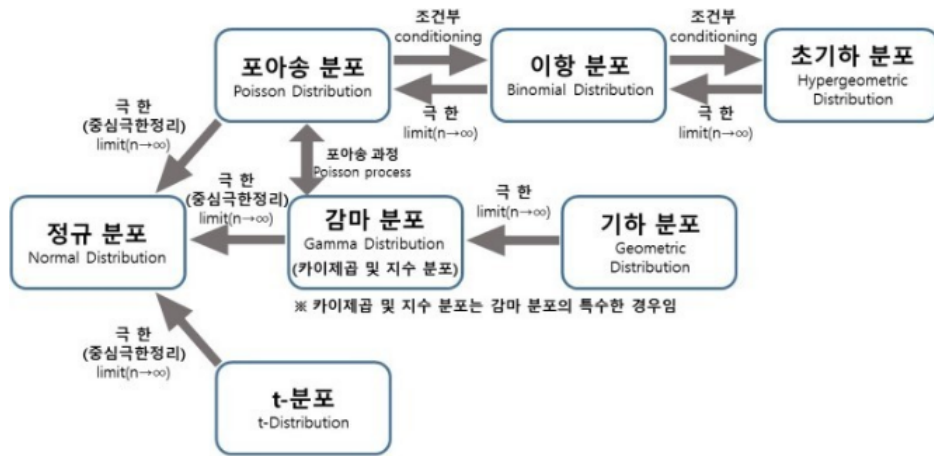 조건부
conditioning
조건부
conditioning
포아송 분포
Poisson Distribution
이항 분포
Binomial Distribution
초기하 분포
Hypergeometric
Distribution
극 한
limit(n→∞)
극 한
limit(n→∞)
극 한
(중심극한정리)
limit(n→∞)
포아송 과정
Poisson process
극 한
(중심극한정리)
limit(n→∞)
극 한
limit(n→∞)
정규 분포
Normal Distribution
감마 분포
Gamma Distribution
(카이제곱 및 지수 분포)
기하 분포
Geometric
Distribution
※ 카이제곱 및 지수 분포는 감마 분포의 특수한 경우임
극 한
(중심극한정리)
limit(n→∞)
t-분포
t-Distribution